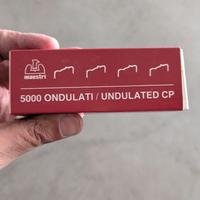 maestri
5000 ONDULATI / UNDULATED CP